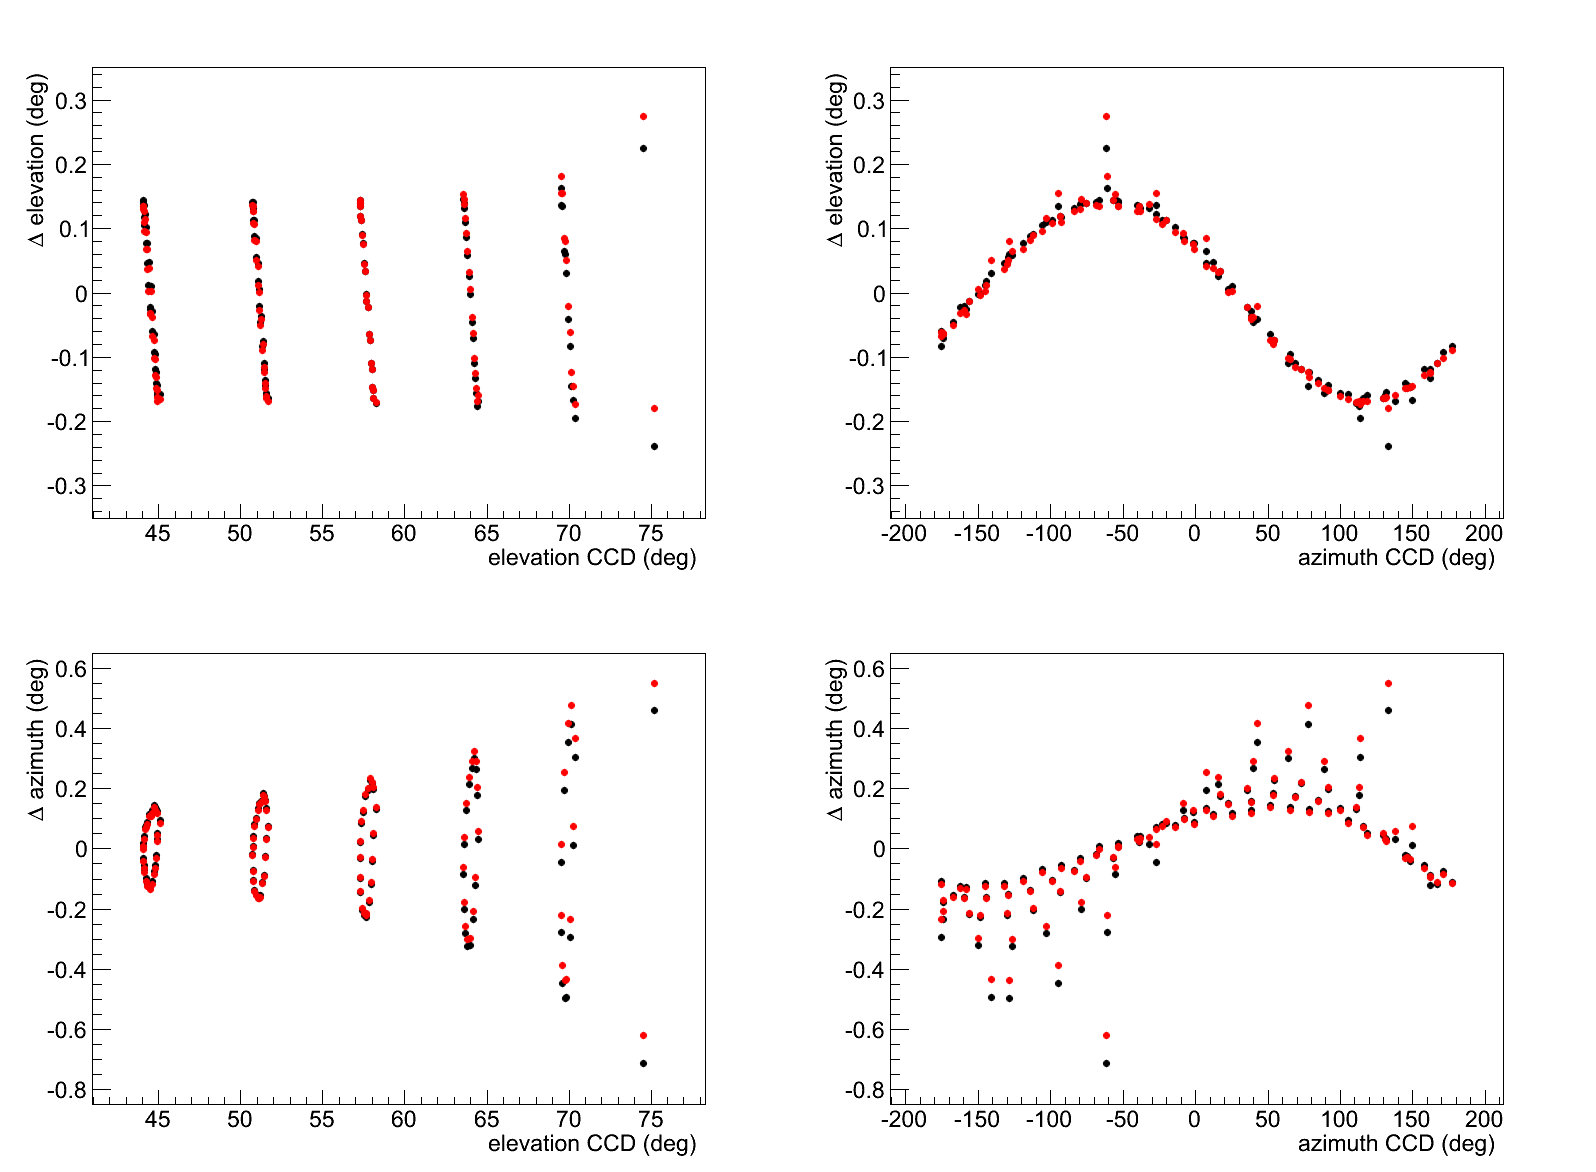 Δ elevation (deg)
0.3
0.2
0.1
0
-0.1
-0.2
-0.3
45 50 55 60 65 70 75
elevation CCD (deg)
Δ elevation (deg)
0.3
0.2
0.1
0
-0.1
-0.2
-0.3
-200 -150 -100 -50 0 50 100 150 200
azimuth CCD (deg)
Δ azimuth (deg)
0.6
0.4
0.2
0
-0.2
-0.4
-0.6
-0.8
45 50 55 60 65 70 75
elevation CCD (deg)
Δ azimuth (deg)
0.6
0.4
0.2
0
-0.2
-0.4
-0.6
-0.8
-200 -150 -100 -50 0 50 100 150 200
azimuth CCD (deg)